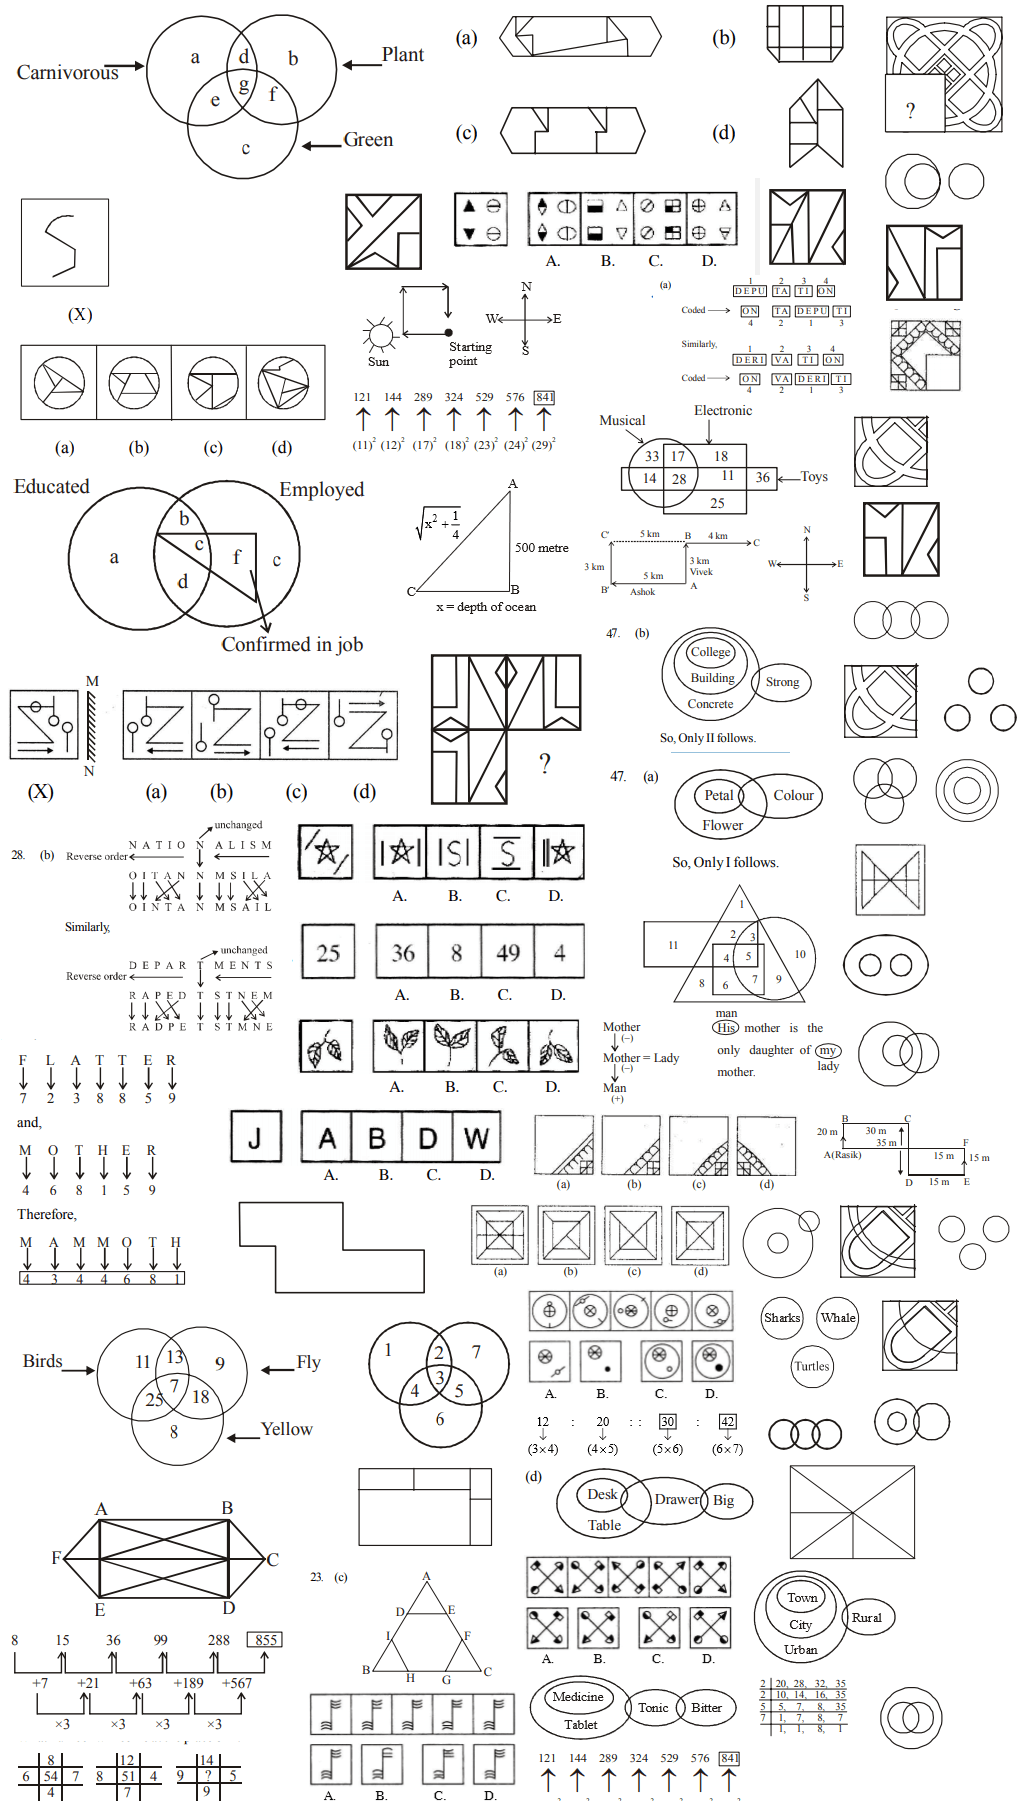 Carnivorous
a
d
b
Plant
g
e
f
c
Green
(a)
(b)
(c)
(d)
?
(X)
(a)
(b)
(c)
(d)
Sun
Starting
point
N
W
E
S
A.
B.
C.
D.
(a)
1 2 3 4
DEPU TA TI ON
Coded
ON TA DEPU TI
4 2 1 3
Similarly,
1 2 3 4
DERI VA TI ON
Coded
ON VA DERI TI
4 2 1 3
121 144 289 324 529 576 841
(11)² (12)² (17)² (18)² (23)² (24)² (29)²
Musical
Electronic
33 17 18
14 28 11 36
Toys
25
Educated
Employed
b
a
c
f
c
d
Confirmed in job
A
√x² + 1/4
500 metre
C
B
x = depth of ocean
C'
5 km
B
4 km
C
3 km
3 km
Vivek
5 km
B'
Ashok
A
N
W
E
S
47. (b)
College
Building
Strong
Concrete
So, Only II follows.
M
N
(X)
(a)
(b)
(c)
(d)
?
47. (a)
Petal
Colour
Flower
So, Only I follows.
28. (b)
unchanged
N A T I O N A L I S M
Reverse order
O I T A N N M S I L A
O I N T A N M S A I L
Similarly,
unchanged
D E P A R T M E N T S
Reverse order
R A P E D T S T N E M
R A D P E T S T M N E
A.
B.
C.
D.
25
36 8 49 4
A.
B.
C.
D.
A.
B.
C.
D.
1
2
3
11
4
5
10
8
6
7
9
Mother
(–)
Mother = Lady
(–)
Man
(+)
man
His mother is the
only daughter of my
lady
mother.
F L A T T E R
7 2 3 8 8 5 9
and,
M O T H E R
4 6 8 1 5 9
Therefore,
M A M M O T H
4 3 4 4 6 8 1
J
A B D W
A.
B.
C.
D.
(a)
(b)
(c)
(d)
B
C
20 m
30 m
35 m
A(Rasik)
F
15 m
15 m
D
15 m
E
(a)
(b)
(c)
(d)
Birds
11
13
9
Fly
7
25
18
8
Yellow
1
2
7
3
4
5
6
A.
B.
C.
D.
12 : 20 :: 30 : 42
(3×4) (4×5) (5×6) (6×7)
Sharks
Whale
Turtles
(d)
Desk
Drawer
Big
Table
A
B
F
C
E
D
23. (c)
A
D
E
I
F
B
H
G
C
A.
B.
C.
D.
Town
City
Rural
Urban
8 15 36 99 288 855
+7 +21 +63 +189 +567
×3 ×3 ×3 ×3
Medicine
Tablet
Tonic
Bitter
2 20, 28, 32, 35
2 10, 14, 16, 35
5 5, 7, 8, 35
7 1, 7, 8, 7
1, 1, 8, 1
8
6 54 7
4
12
8 51 4
7
14
9 ? 5
9
A.
B.
C.
D.
121 144 289 324 529 576 841